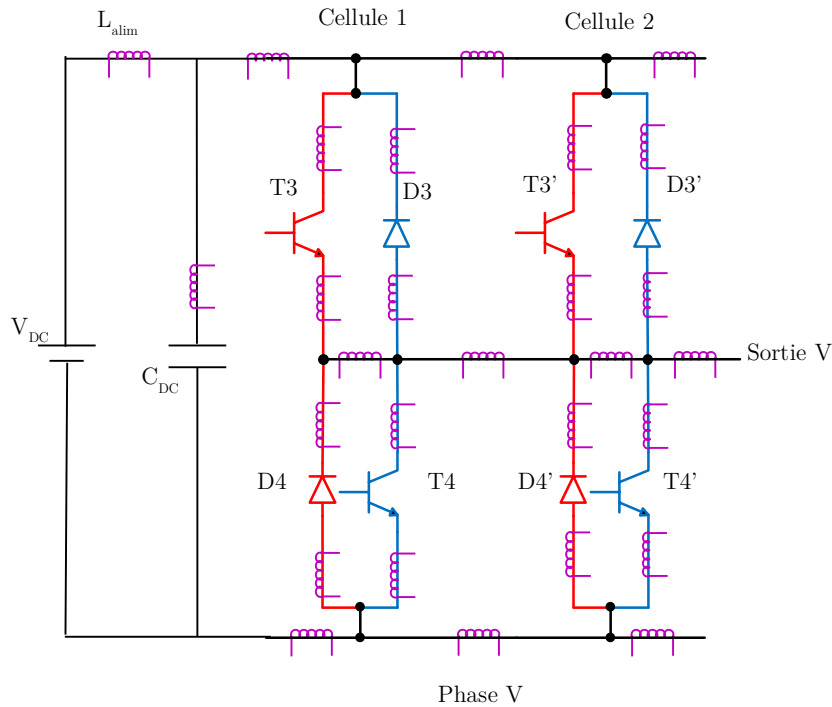 L_alim
Cellule 1
Cellule 2
T3
D3
T3'
D3'
V_DC
C_DC
Sortie V
D4
T4
D4'
T4'
Phase V